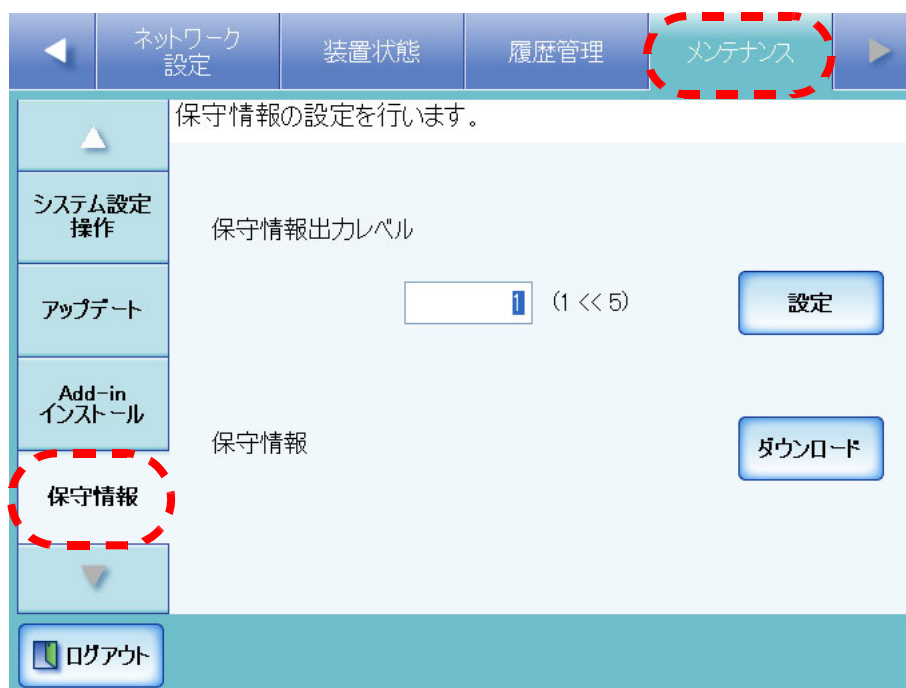 ネットワーク
設定
装置状態
履歴管理
メンテナンス
保守情報の設定を行います。
システム設定
操作
アップデート
Add-in
インストール
保守情報
保守情報出力レベル
1 (1 << 5)
設定
保守情報
ダウンロード
ログアウト